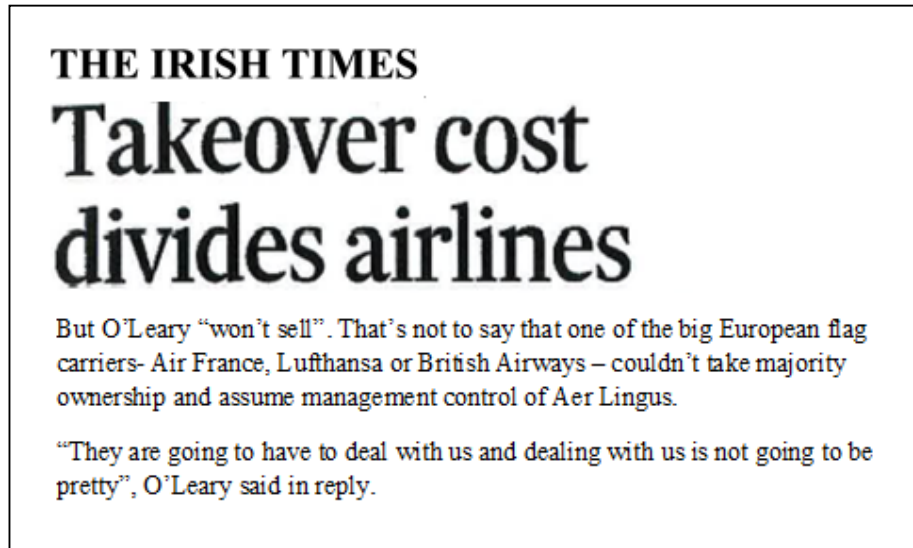 THE IRISH TIMES
Takeover cost
divides airlines
But O’Leary “won’t sell”. That’s not to say that one of the big European flag
carriers- Air France, Lufthansa or British Airways – couldn’t take majority
ownership and assume management control of Aer Lingus.
“They are going to have to deal with us and dealing with us is not going to be
pretty”, O’Leary said in reply.